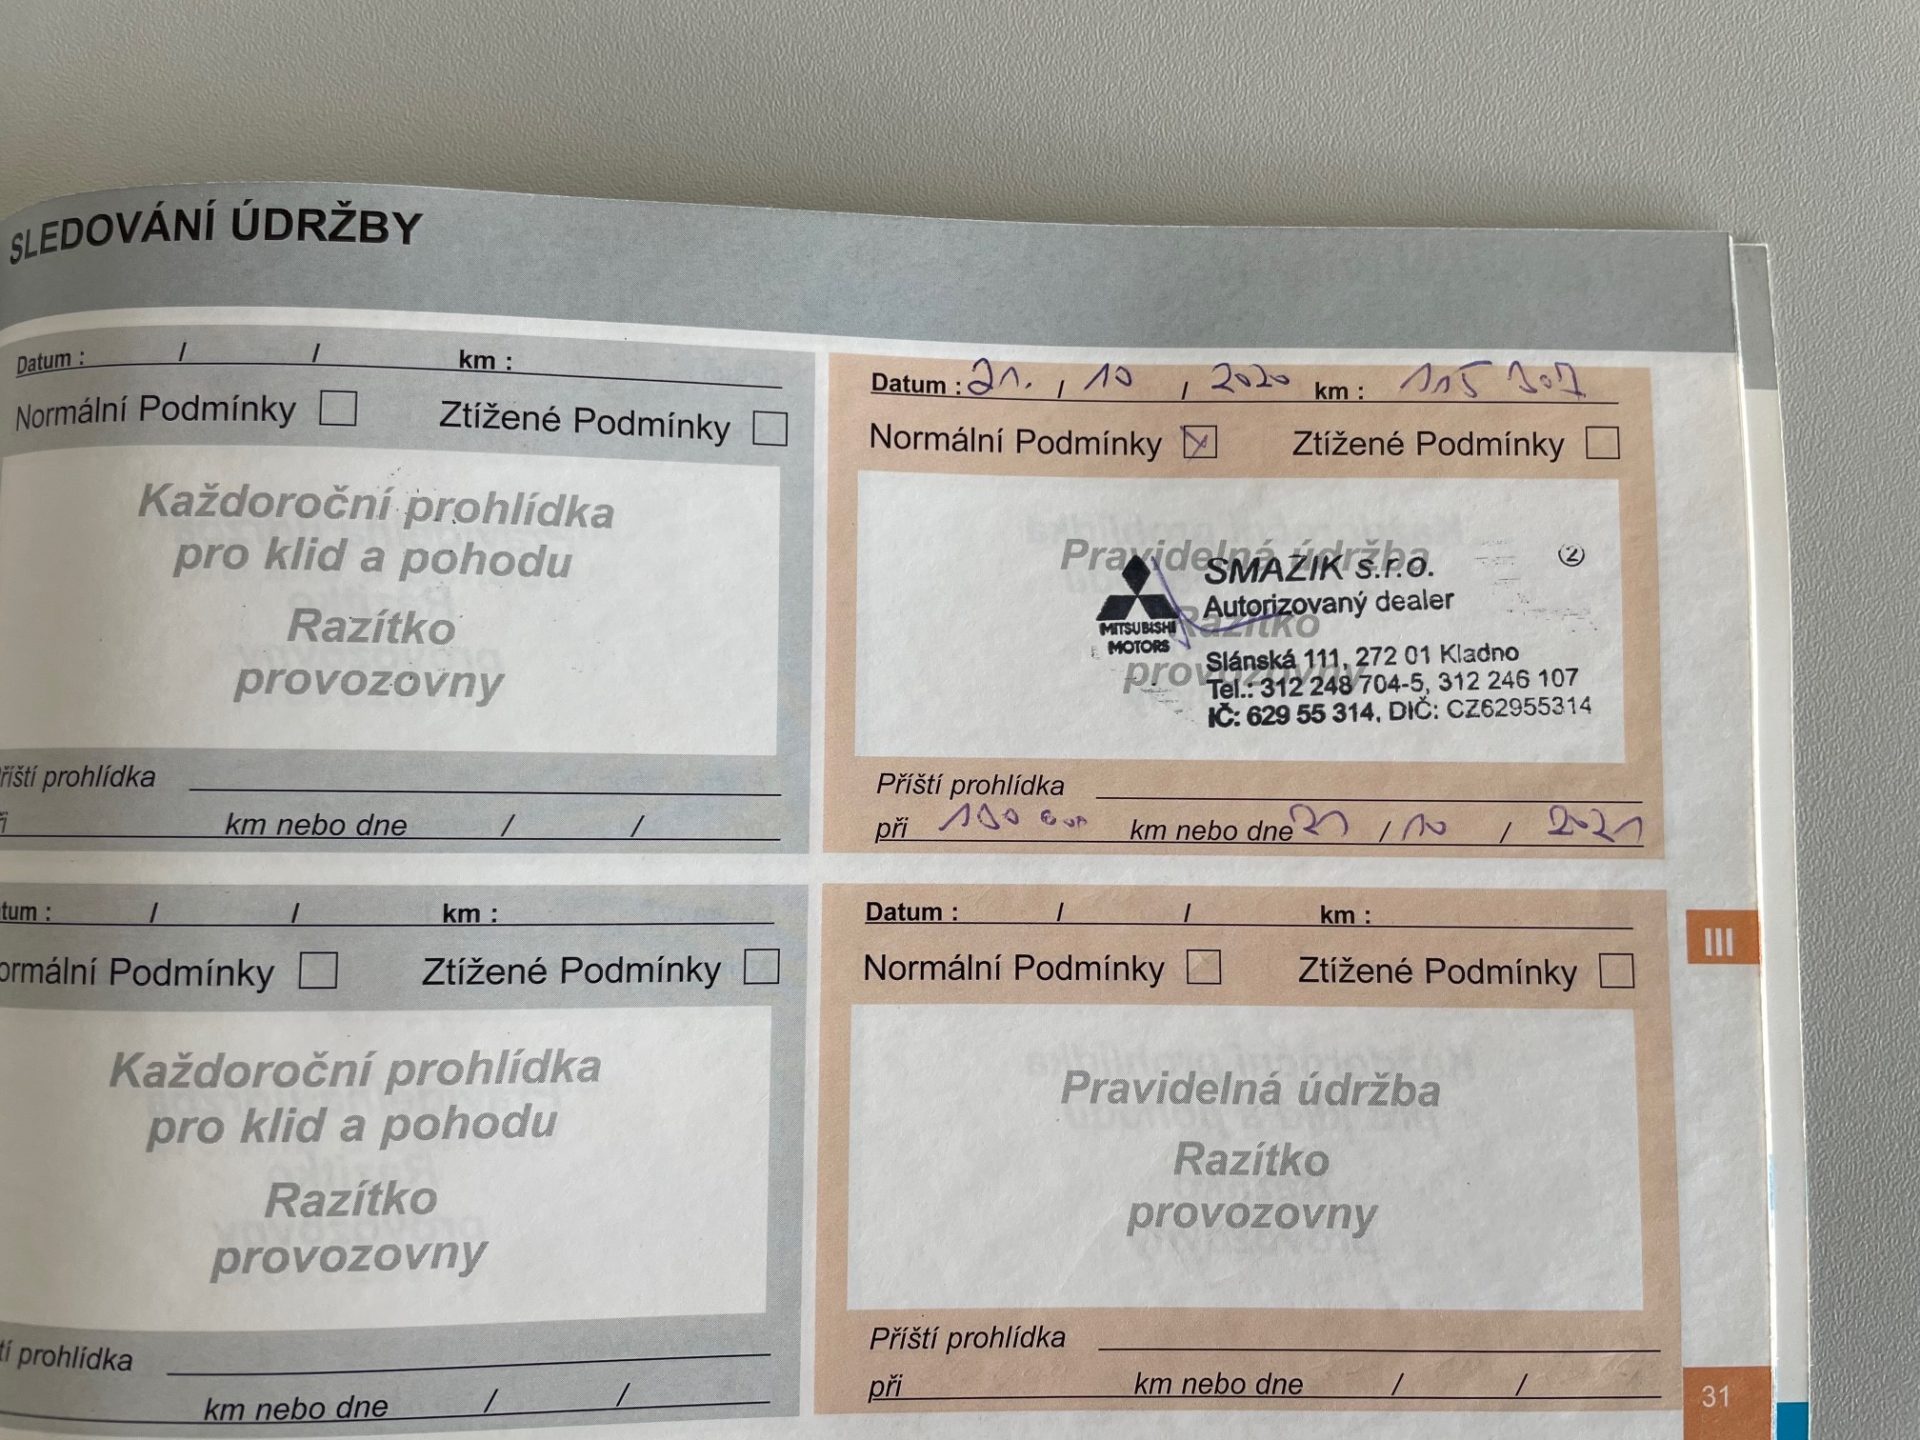 SLEDOVÁNÍ ÚDRŽBY
Datum : / / km :
Normální Podmínky Ztížené Podmínky
Každoroční prohlídka
pro klid a pohodu
Razítko
provozovny
říští prohlídka
km nebo dne / /
Datum : 21. / 10 / 2020 km : 115
Normální Podmínky Ztížené Podmínky
Pravidelná údržba
Razítko
provozovny
MITSUBISHI
MOTORS
SMAZIK s.r.o.
②
Autorizovaný dealer
Slánská 111, 272 01 Kladno
Tel.: 312 248 704-5, 312 246 107
IČ: 629 55 314, DIČ: CZ62955314
Příští prohlídka
při km nebo dne 21 / 10 / 2021
tum : / / km :
ormální Podmínky Ztížené Podmínky
Každoroční prohlídka
pro klid a pohodu
Razítko
provozovny
tí prohlídka
km nebo dne / /
Datum : / / km :
Normální Podmínky Ztížené Podmínky
Pravidelná údržba
Razítko
provozovny
Příští prohlídka
při km nebo dne / /
III
31